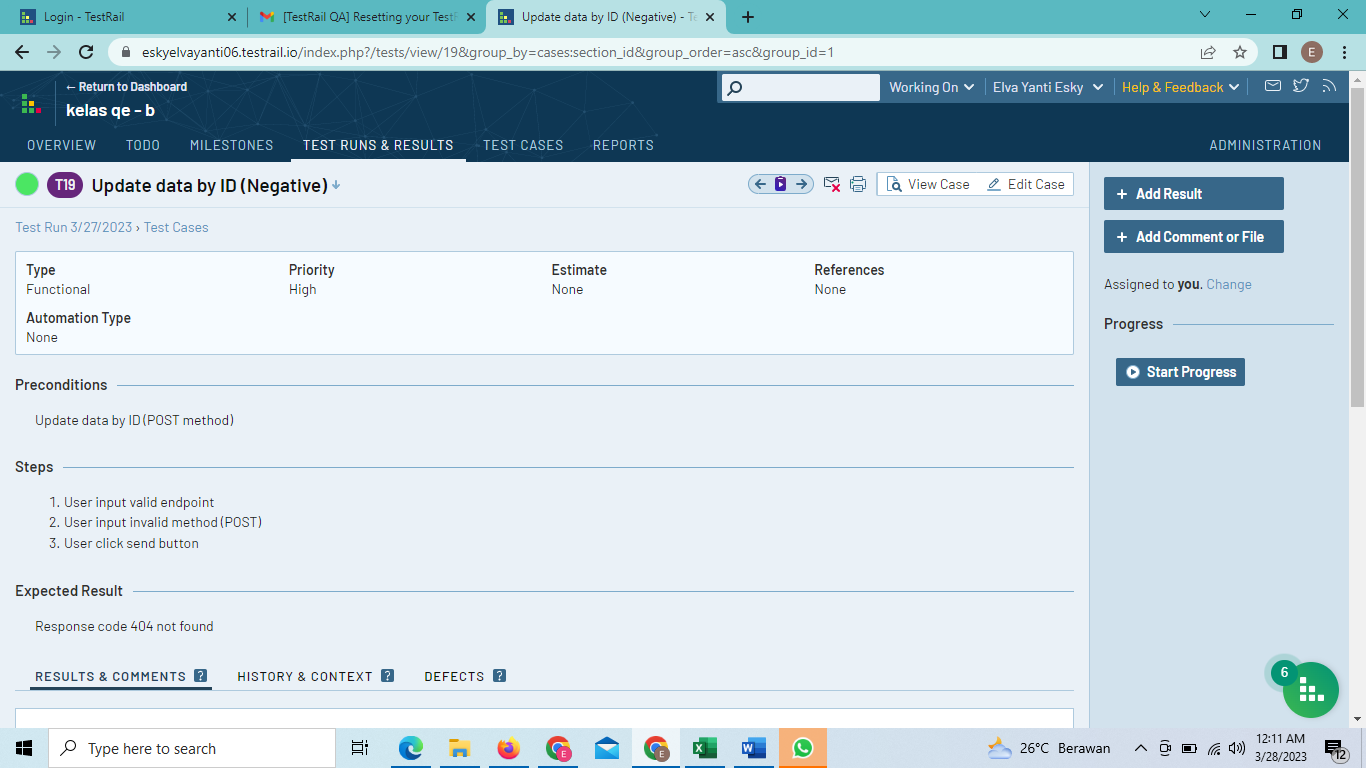 Login - TestRail
[TestRail QA] Resetting your Test
Update data by ID (Negative) - Te
eskyelvayanti06.testrail.io/index.php?/tests/view/19&group_by=cases:section_id&group_order=asc&group_id=1
E
← Return to Dashboard
kelas qe - b
Working On
Elva Yanti Esky
Help & Feedback
OVERVIEW
TODO
MILESTONES
TEST RUNS & RESULTS
TEST CASES
REPORTS
ADMINISTRATION
T19
Update data by ID (Negative)
View Case
Edit Case
Test Run 3/27/2023 › Test Cases
Type
Functional
Priority
High
Estimate
None
References
None
Automation Type
None
Preconditions
Update data by ID (POST method)
Steps
1. User input valid endpoint
2. User input invalid method (POST)
3. User click send button
Expected Result
Response code 404 not found
RESULTS & COMMENTS ?
HISTORY & CONTEXT ?
DEFECTS ?
+ Add Result
+ Add Comment or File
Assigned to you. Change
Progress
Start Progress
6
Type here to search
E
E
26°C Berawan
12:11 AM
3/28/2023
12